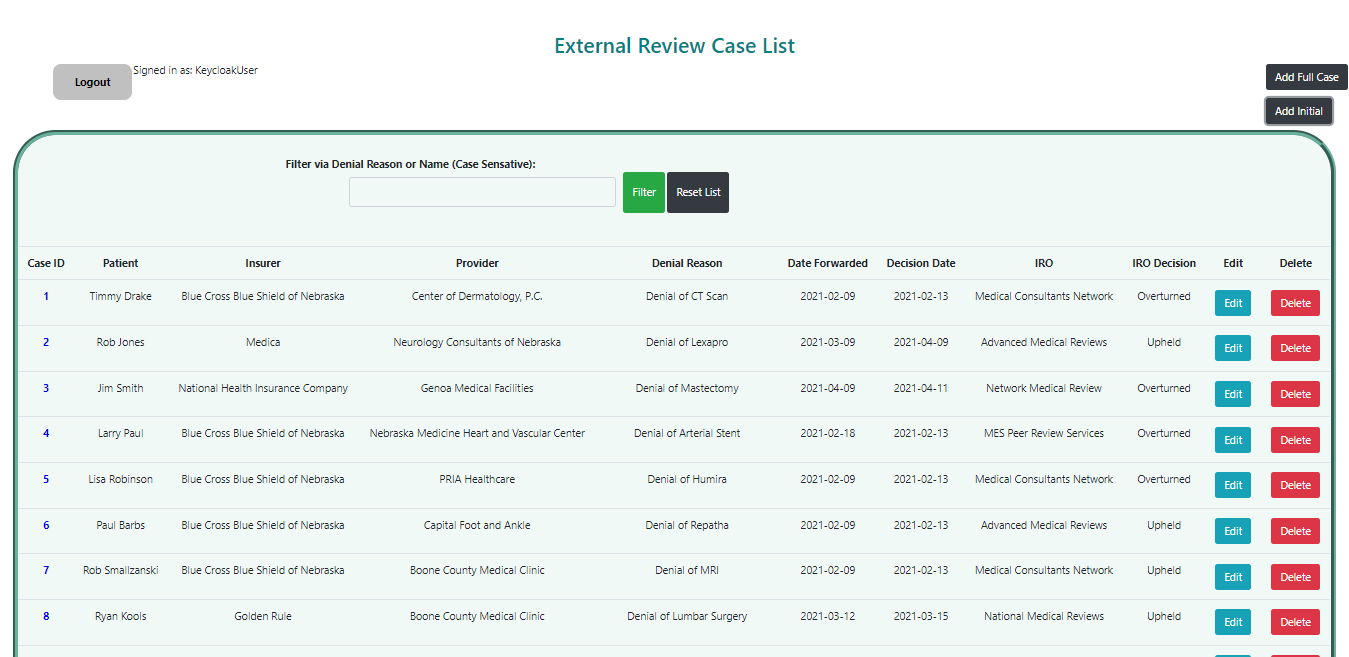 External Review Case List
Logout Signed in as: KeycloakUser
Add Full Case
Add Initial
Filter via Denial Reason or Name (Case Sensative):
Filter Reset List
Case ID Patient Insurer Provider Denial Reason Date Forwarded Decision Date IRO IRO Decision Edit Delete
1 Timmy Drake Blue Cross Blue Shield of Nebraska Center of Dermatology, P.C. Denial of CT Scan 2021-02-09 2021-02-13 Medical Consultants Network Overturned Edit Delete
2 Rob Jones Medica Neurology Consultants of Nebraska Denial of Lexapro 2021-03-09 2021-04-09 Advanced Medical Reviews Upheld Edit Delete
3 Jim Smith National Health Insurance Company Genoa Medical Facilities Denial of Mastectomy 2021-04-09 2021-04-11 Network Medical Review Overturned Edit Delete
4 Larry Paul Blue Cross Blue Shield of Nebraska Nebraska Medicine Heart and Vascular Center Denial of Arterial Stent 2021-02-18 2021-02-13 MES Peer Review Services Overturned Edit Delete
5 Lisa Robinson Blue Cross Blue Shield of Nebraska PRIA Healthcare Denial of Humira 2021-02-09 2021-02-13 Medical Consultants Network Overturned Edit Delete
6 Paul Barbs Blue Cross Blue Shield of Nebraska Capital Foot and Ankle Denial of Repatha 2021-02-09 2021-02-13 Advanced Medical Reviews Upheld Edit Delete
7 Rob Smallzanski Blue Cross Blue Shield of Nebraska Boone County Medical Clinic Denial of MRI 2021-02-09 2021-02-13 Medical Consultants Network Upheld Edit Delete
8 Ryan Kools Golden Rule Boone County Medical Clinic Denial of Lumbar Surgery 2021-03-12 2021-03-15 National Medical Reviews Upheld Edit Delete